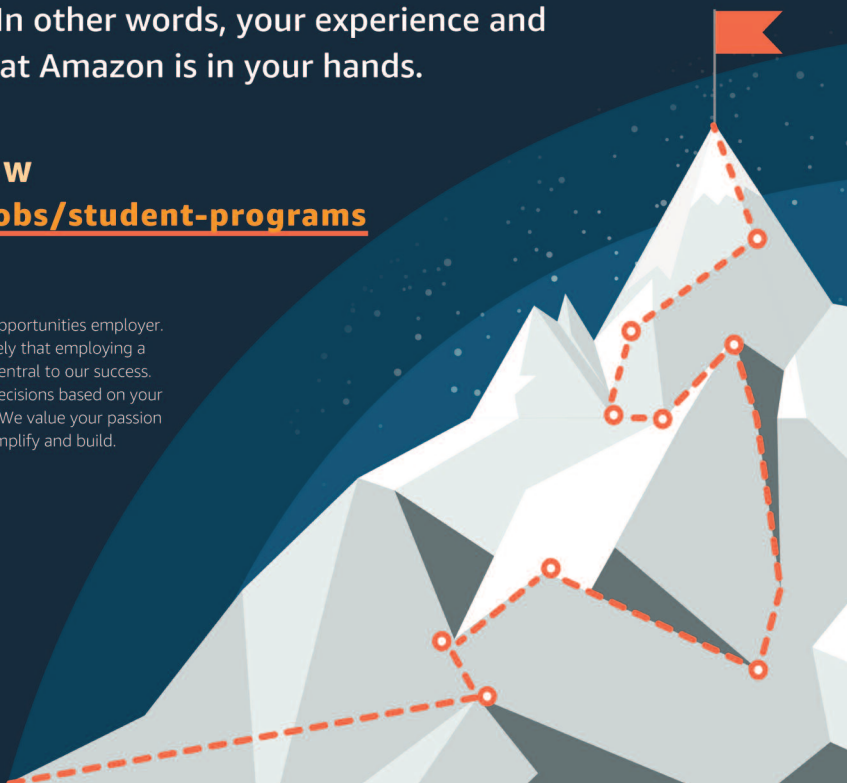 In other words, your experience and
at Amazon is in your hands.
w
obs/student-programs
pportunities employer.
ely that employing a
entral to our success.
ecisions based on your
We value your passion
mplify and build.